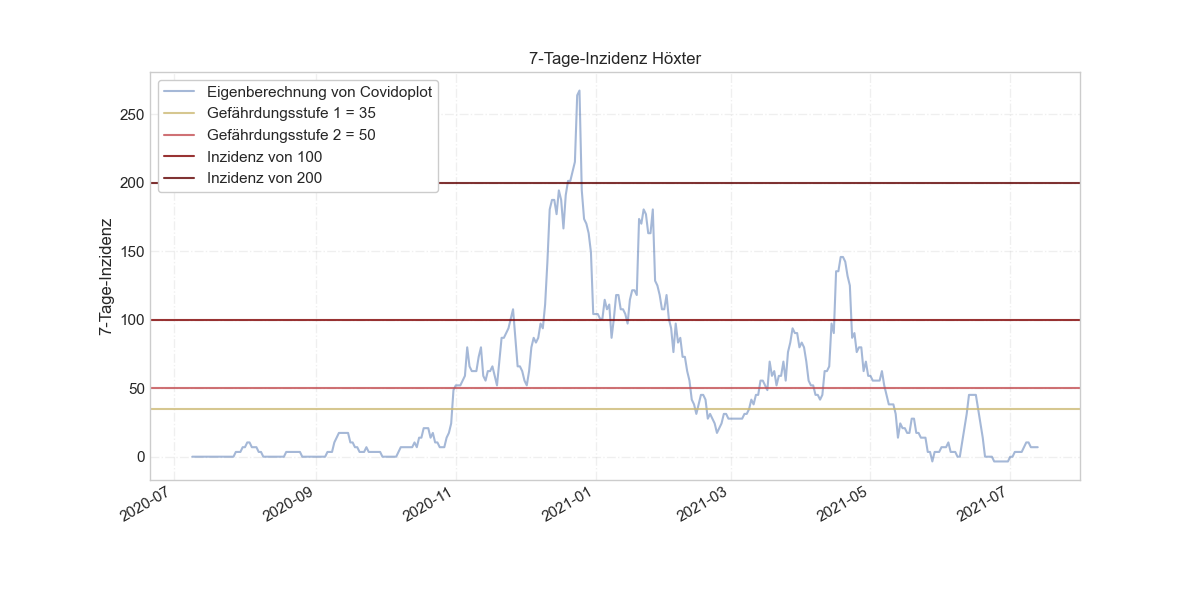 7-Tage-Inzidenz Höxter
Eigenberechnung von Covidoplot
Gefährdungsstufe 1 = 35
Gefährdungsstufe 2 = 50
Inzidenz von 100
Inzidenz von 200
7-Tage-Inzidenz
250
200
150
100
50
0
2020-07
2020-09
2020-11
2021-01
2021-03
2021-05
2021-07